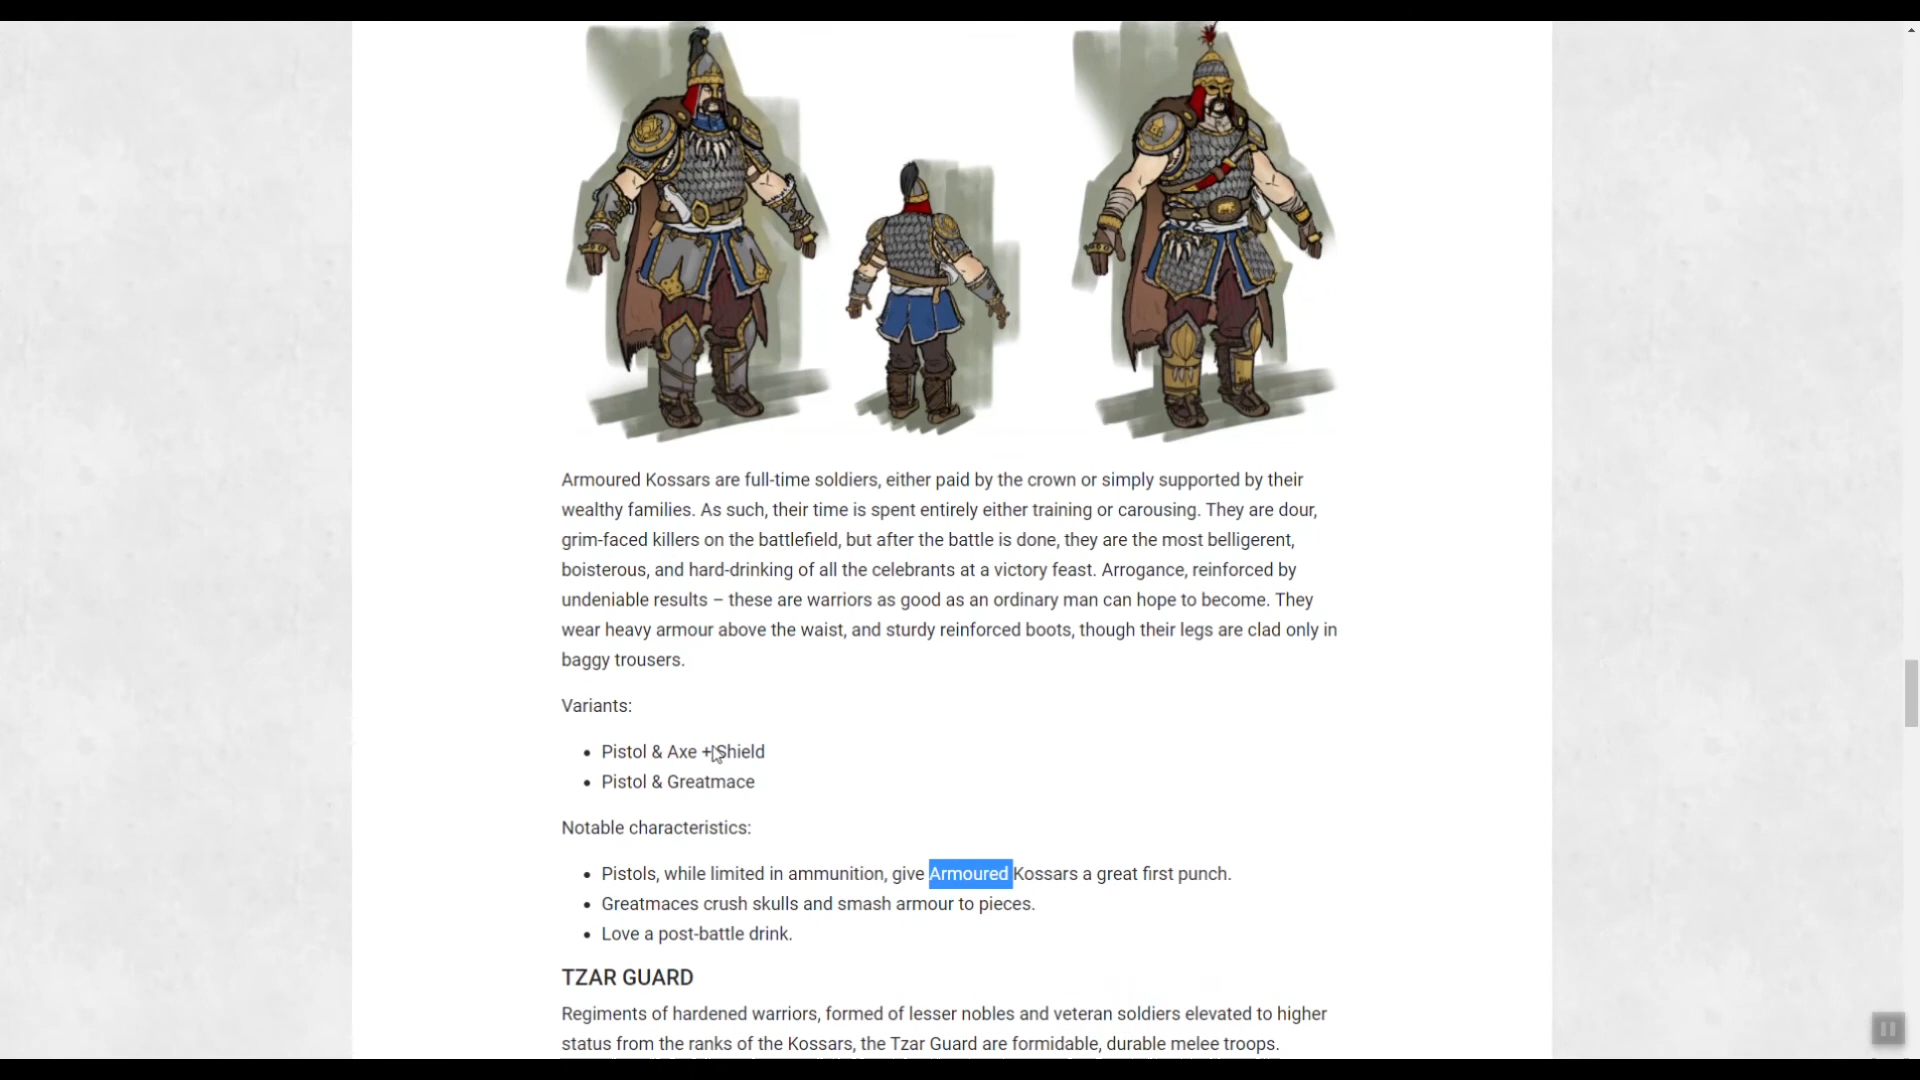 Armoured Kossars are full-time soldiers, either paid by the crown or simply supported by their
wealthy families. As such, their time is spent entirely either training or carousing. They are dour,
grim-faced killers on the battlefield, but after the battle is done, they are the most belligerent,
boisterous, and hard-drinking of all the celebrants at a victory feast. Arrogance, reinforced by
undeniable results – these are warriors as good as an ordinary man can hope to become. They
wear heavy armour above the waist, and sturdy reinforced boots, though their legs are clad only in
baggy trousers.
Variants:
• Pistol & Axe + Shield
• Pistol & Greatmace
Notable characteristics:
• Pistols, while limited in ammunition, give Armoured Kossars a great first punch.
• Greatmaces crush skulls and smash armour to pieces.
• Love a post-battle drink.
TZAR GUARD
Regiments of hardened warriors, formed of lesser nobles and veteran soldiers elevated to higher
status from the ranks of the Kossars, the Tzar Guard are formidable, durable melee troops.